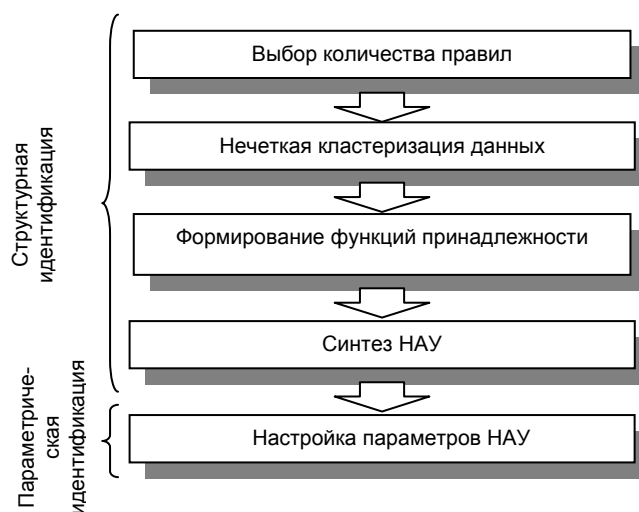 Выбор количества правил
Нечеткая кластеризация данных
Формирование функций принадлежности
Синтез НАУ
Настройка параметров НАУ
Структурная
идентификация
Параметриче-
ская
идентификация